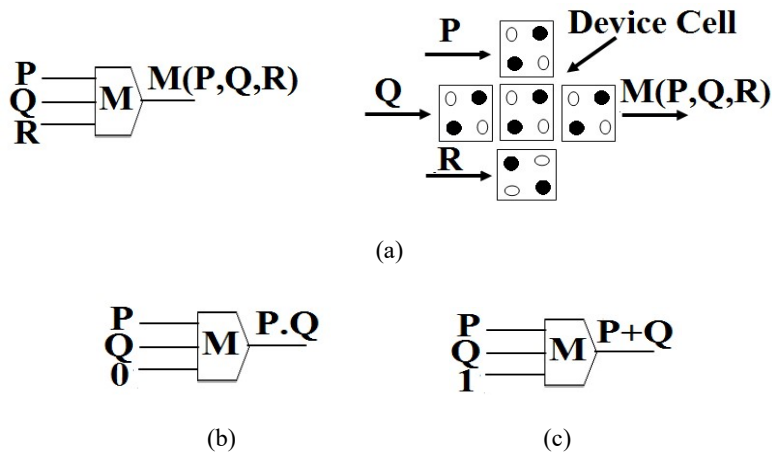 P
Q
R
M
M(P,Q,R)
P
Q
R
Device Cell
M(P,Q,R)
(a)
P
Q
0
M
P.Q
P
Q
1
M
P+Q
(b)
(c)